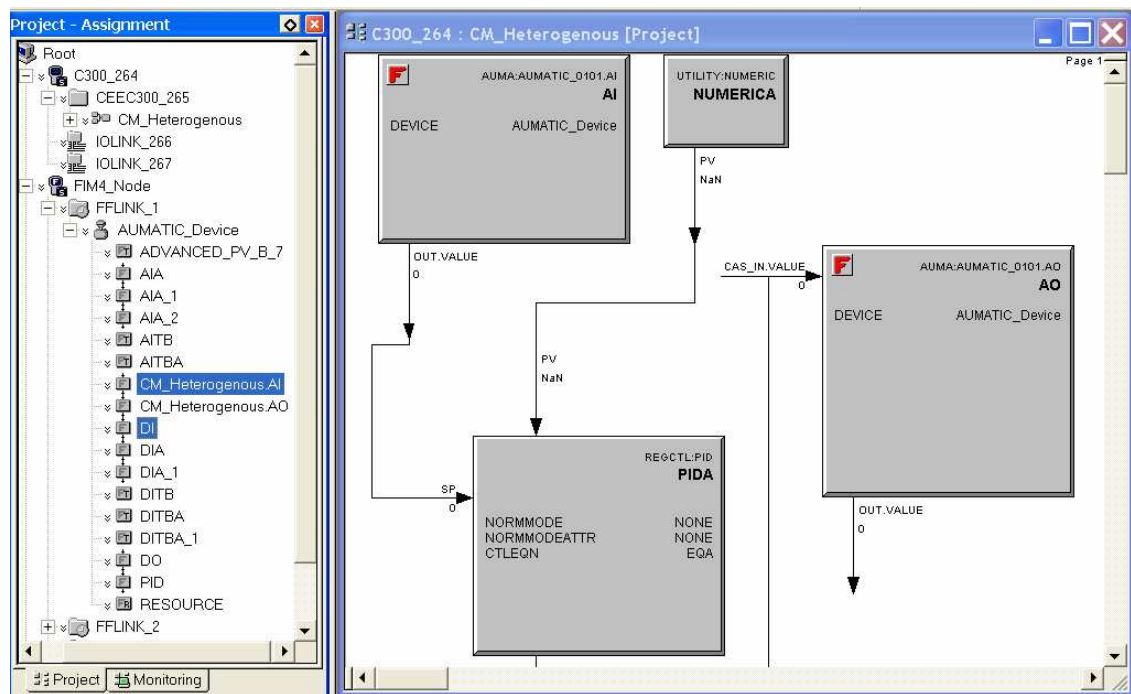 Project - Assignment
Root
C300_264
CEEC300_265
CM_Heterogenous
IOLINK_266
IOLINK_267
FIM4_Node
FFLINK_1
AUMATIC_Device
ADVANCED_PV_B_7
AIA
AIA_1
AIA_2
AITB
AITBA
CM_Heterogenous.AI
CM_Heterogenous.AO
DI
DIA
DIA_1
DITB
DITBA
DITBA_1
DO
PID
RESOURCE
FFLINK_2
Project
Monitoring
C300_264 : CM_Heterogenous [Project]
Page 1
F
AUMA:AUMATIC_0101.AI
AI
DEVICE AUMATIC_Device
OUT.VALUE
0
UTILITY:NUMERIC
NUMERICA
PV
NaN
CAS_IN.VALUE
0
F
AUMA:AUMATIC_0101.AO
AO
DEVICE AUMATIC_Device
OUT.VALUE
0
PV
NaN
SP
0
REGCTL:PID
PIDA
NORMMODE NONE
NORMMODEATTR NONE
CTLEQN EQA